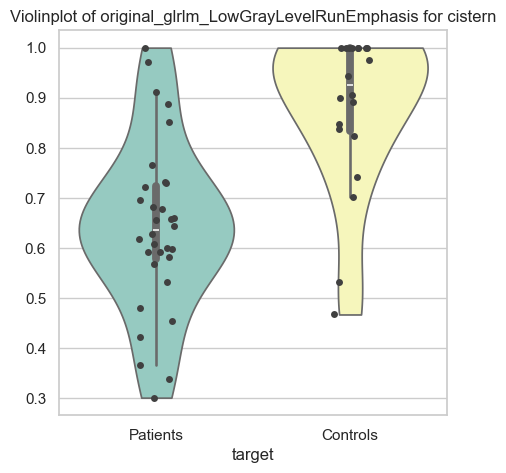 Violinplot of original_glrlm_LowGrayLevelRunEmphasis for cistern
1.0
0.9
0.8
0.7
0.6
0.5
0.4
0.3
Patients
Controls
target